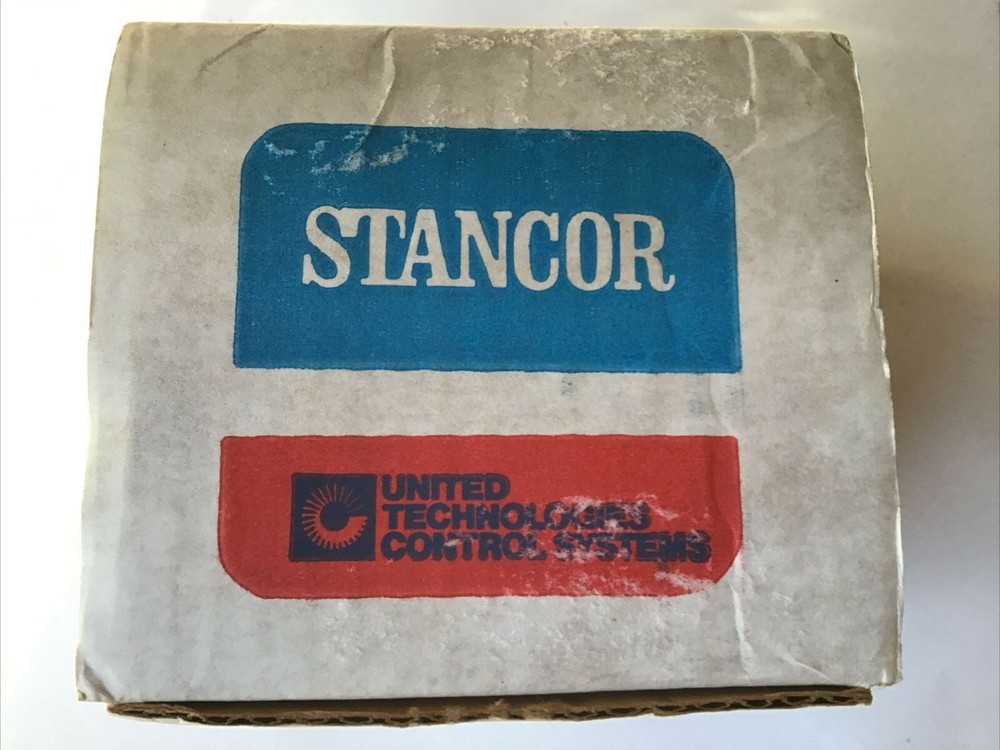 STANCOR
UNITED
TECHNOLOGIES
CONTROL SYSTEMS